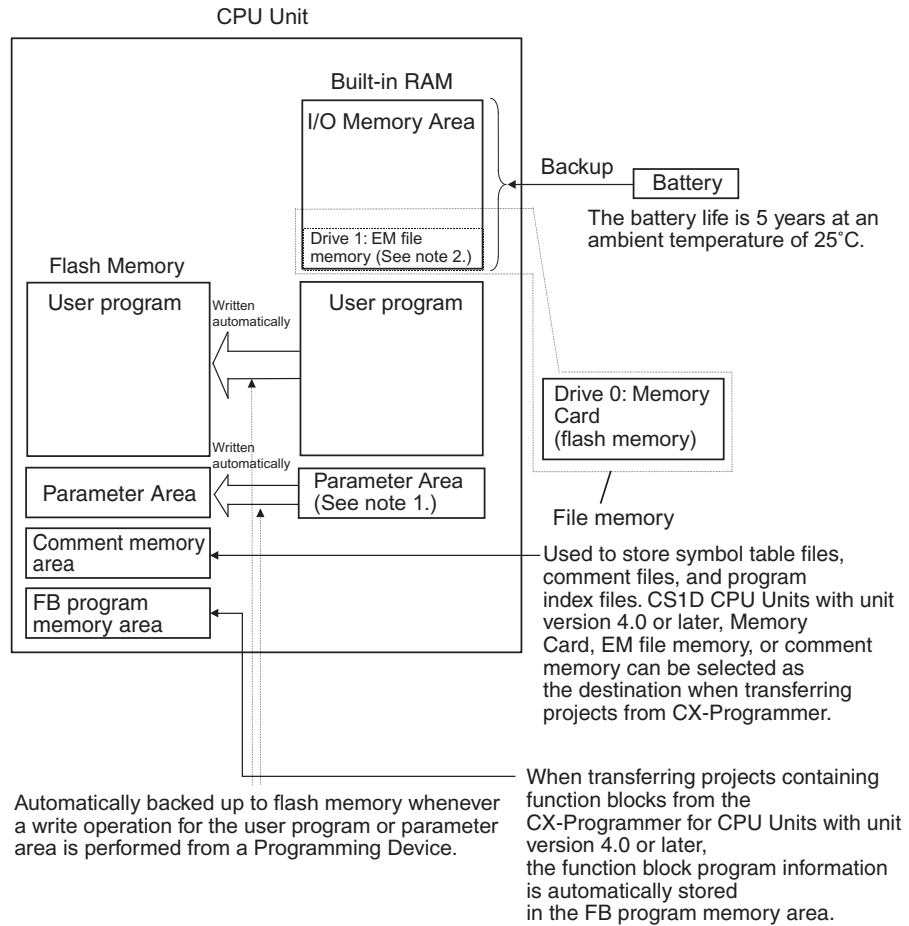 CPU Unit
Built-in RAM
I/O Memory Area
Backup
Battery
The battery life is 5 years at an
ambient temperature of 25˚C.
Drive 1: EM file
memory (See note 2.)
Flash Memory
User program
Written
automatically
User program
Drive 0: Memory
Card
(flash memory)
Written
automatically
Parameter Area
Parameter Area
(See note 1.)
File memory
Comment memory
area
Used to store symbol table files,
comment files, and program
index files. CS1D CPU Units with unit
version 4.0 or later, Memory
Card, EM file memory, or comment
memory can be selected as
the destination when transferring
projects from CX-Programmer.
FB program
memory area
Automatically backed up to flash memory whenever
a write operation for the user program or parameter
area is performed from a Programming Device.
When transferring projects containing
function blocks from the
CX-Programmer for CPU Units with unit
version 4.0 or later,
the function block program information
is automatically stored
in the FB program memory area.